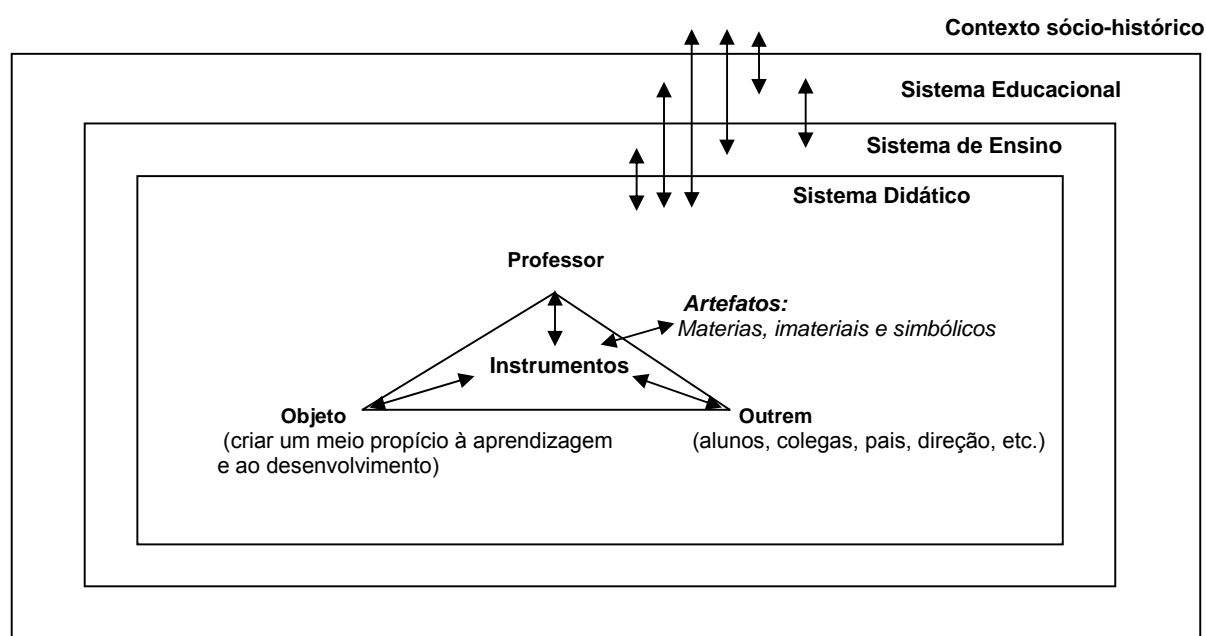 Contexto sócio-histórico
Sistema Educacional
Sistema de Ensino
Sistema Didático
Professor
Artefatos:
Materias, imateriais e simbólicos
Instrumentos
Objeto
(criar um meio propício à aprendizagem
e ao desenvolvimento)
Outrem
(alunos, colegas, pais, direção, etc.)